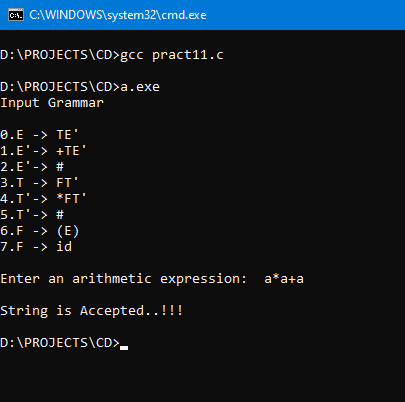 C:\WINDOWS\system32\cmd.exe
D:\PROJECTS\CD>gcc pract11.c
D:\PROJECTS\CD>a.exe
Input Grammar
0.E -> TE'
1.E'-> +TE'
2.E'-> #
3.T -> FT'
4.T'-> *FT'
5.T'-> #
6.F -> (E)
7.F -> id
Enter an arithmetic expression:  a*a+a
String is Accepted..!!!
D:\PROJECTS\CD>